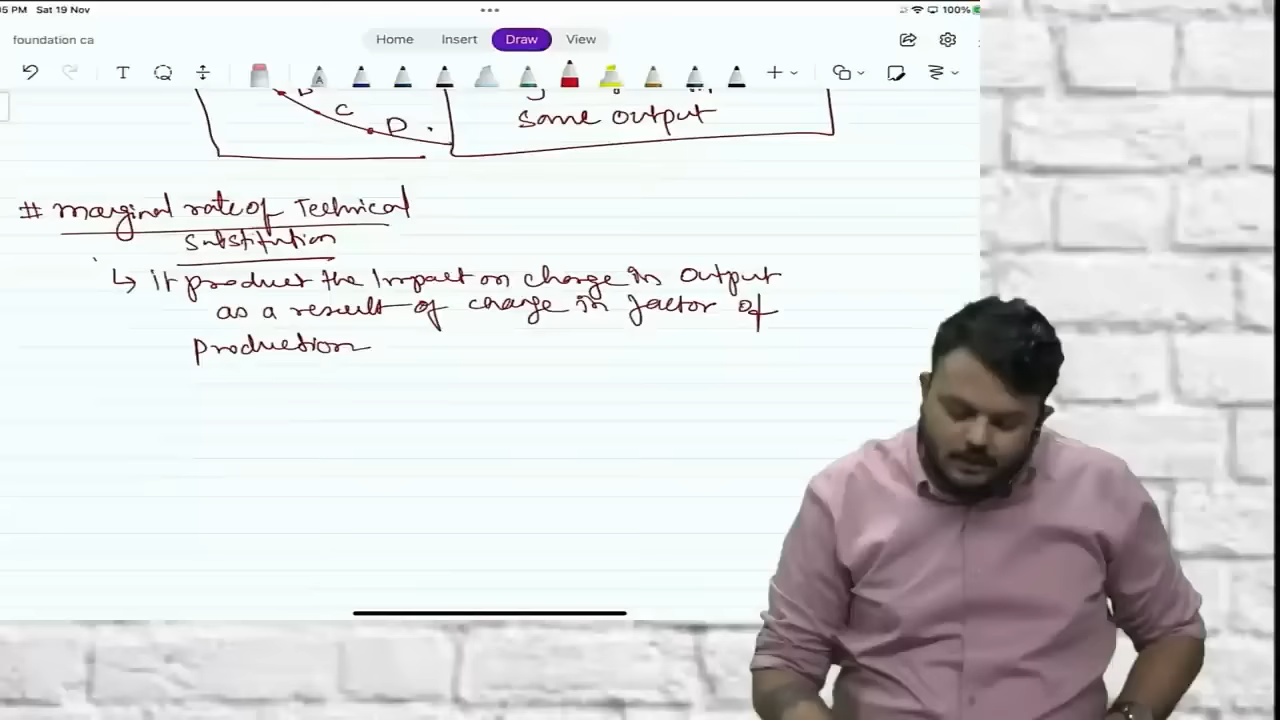 5 PM Sat 19 Nov
100%
foundation ca
Home Insert Draw View
T
A
C
D
same output
# marginal rate of Technical
substitution
↳ it product the Impact on change in output
as a result of change in factor of
production